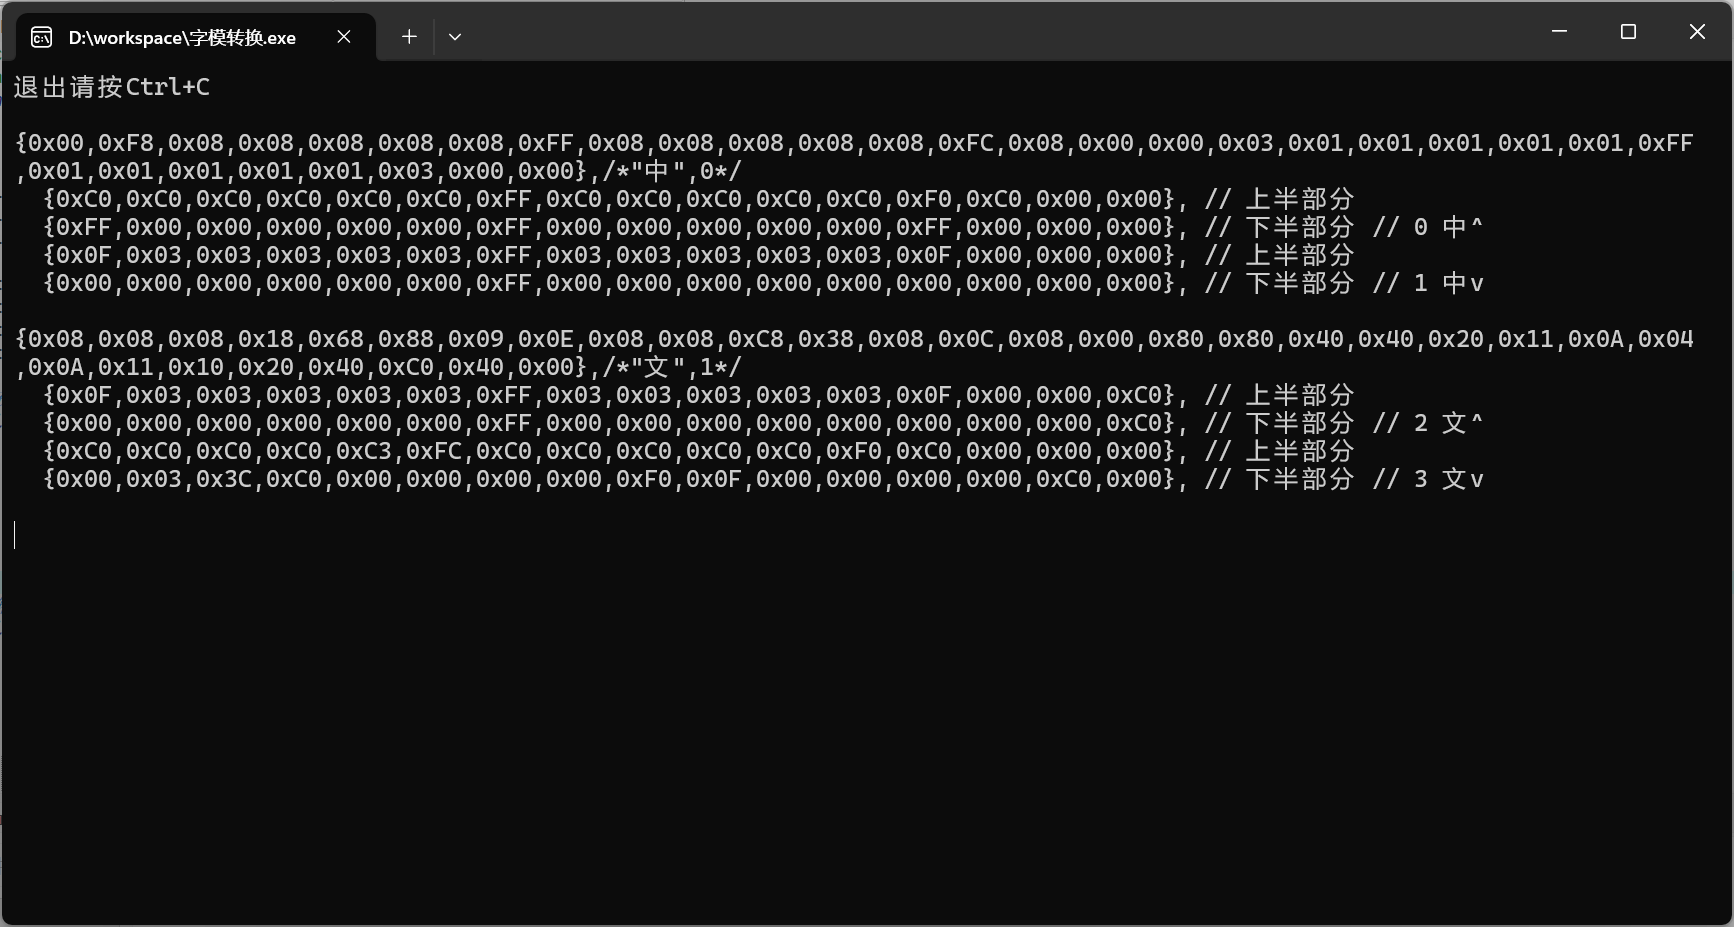 D:\workspace\字模转换.exe
退出请按Ctrl+C
{0x00,0xF8,0x08,0x08,0x08,0x08,0x08,0xFF,0x08,0x08,0x08,0x08,0x08,0xFC,0x08,0x00,0x00,0x03,0x01,0x01,0x01,0x01,0x01,0xFF
,0x01,0x01,0x01,0x01,0x01,0x03,0x00,0x00},/*"中",0*/
{0xC0,0xC0,0xC0,0xC0,0xC0,0xC0,0xFF,0xC0,0xC0,0xC0,0xC0,0xC0,0xF0,0xC0,0x00,0x00}, // 上半部分
{0xFF,0x00,0x00,0x00,0x00,0x00,0xFF,0x00,0x00,0x00,0x00,0x00,0xFF,0x00,0x00,0x00}, // 下半部分 // 0 中^
{0x0F,0x03,0x03,0x03,0x03,0x03,0xFF,0x03,0x03,0x03,0x03,0x03,0x0F,0x00,0x00,0x00}, // 上半部分
{0x00,0x00,0x00,0x00,0x00,0x00,0xFF,0x00,0x00,0x00,0x00,0x00,0x00,0x00,0x00,0x00}, // 下半部分 // 1 中v
{0x08,0x08,0x08,0x18,0x68,0x88,0x09,0x0E,0x08,0x08,0xC8,0x38,0x08,0x0C,0x08,0x00,0x80,0x80,0x40,0x40,0x20,0x11,0x0A,0x04
,0x0A,0x11,0x10,0x20,0x40,0xC0,0x40,0x00},/*"文",1*/
{0x0F,0x03,0x03,0x03,0x03,0x03,0xFF,0x03,0x03,0x03,0x03,0x03,0x0F,0x00,0x00,0xC0}, // 上半部分
{0x00,0x00,0x00,0x00,0x00,0x00,0xFF,0x00,0x00,0x00,0x00,0x00,0x00,0x00,0x00,0xC0}, // 下半部分 // 2 文^
{0xC0,0xC0,0xC0,0xC0,0xC3,0xFC,0xC0,0xC0,0xC0,0xC0,0xC0,0xF0,0xC0,0x00,0x00,0x00}, // 上半部分
{0x00,0x03,0x3C,0xC0,0x00,0x00,0x00,0x00,0xF0,0x0F,0x00,0x00,0x00,0x00,0xC0,0x00}, // 下半部分 // 3 文v